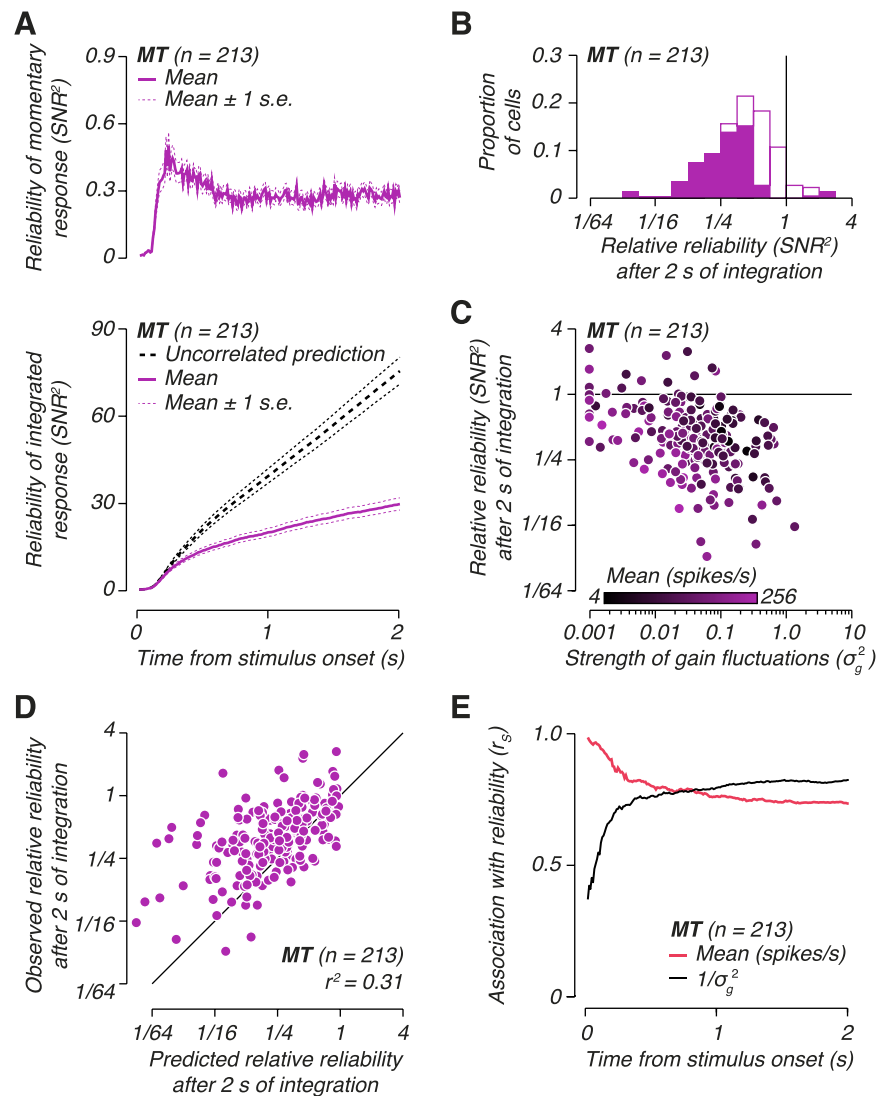 A
MT (n = 213)
Mean
Mean ± 1 s.e.
Reliability of momentary
response (SNR²)
0.9
0.6
0.3
0
MT (n = 213)
Uncorrelated prediction
Mean
Mean ± 1 s.e.
Reliability of integrated
response (SNR²)
90
60
30
0
0 1 2
Time from stimulus onset (s)
B
MT (n = 213)
Proportion
of cells
0.3
0.2
0.1
0
1/64 1/16 1/4 1 4
Relative reliability (SNR²)
after 2 s of integration
C
MT (n = 213)
Relative reliability (SNR²)
after 2 s of integration
4
1
1/4
1/16
1/64
Mean (spikes/s)
4 256
0.001 0.01 0.1 1.0 10
Strength of gain fluctuations (σg²)
D
Observed relative reliability
after 2 s of integration
4
1
1/4
1/16
1/64
MT (n = 213)
r² = 0.31
1/64 1/16 1/4 1 4
Predicted relative reliability
after 2 s of integration
E
Association with reliability (rS)
1.0
0.5
0
MT (n = 213)
Mean (spikes/s)
1/σg²
0 1 2
Time from stimulus onset (s)